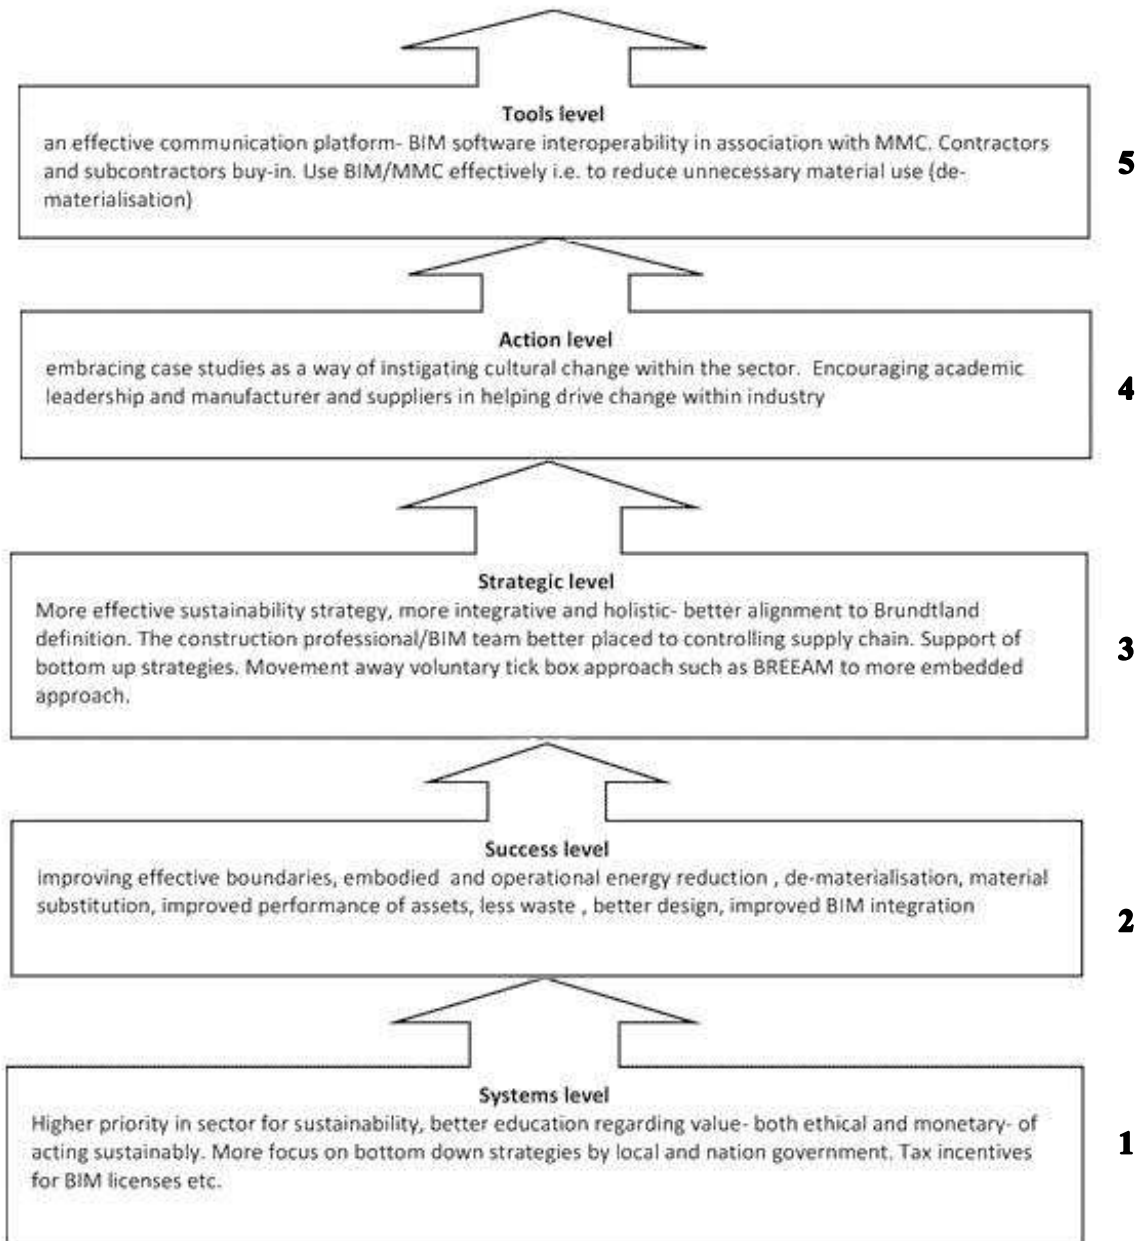 Tools level
an effective communication platform- BIM software interoperability in association with MMC. Contractors
and subcontractors buy-in. Use BIM/MMC effectively i.e. to reduce unnecessary material use (de-
materialisation)
5
Action level
embracing case studies as a way of instigating cultural change within the sector.  Encouraging academic
leadership and manufacturer and suppliers in helping drive change within industry
4
Strategic level
More effective sustainability strategy, more integrative and holistic- better alignment to Brundtland
definition. The construction professional/BIM team better placed to controlling supply chain. Support of
bottom up strategies. Movement away voluntary tick box approach such as BREEAM to more embedded
approach.
3
Success level
improving effective boundaries, embodied  and operational energy reduction , de-materialisation, material
substitution, improved performance of assets, less waste , better design, improved BIM integration
2
Systems level
Higher priority in sector for sustainability, better education regarding value- both ethical and monetary- of
acting sustainably. More focus on bottom down strategies by local and nation government. Tax incentives
for BIM licenses etc.
1